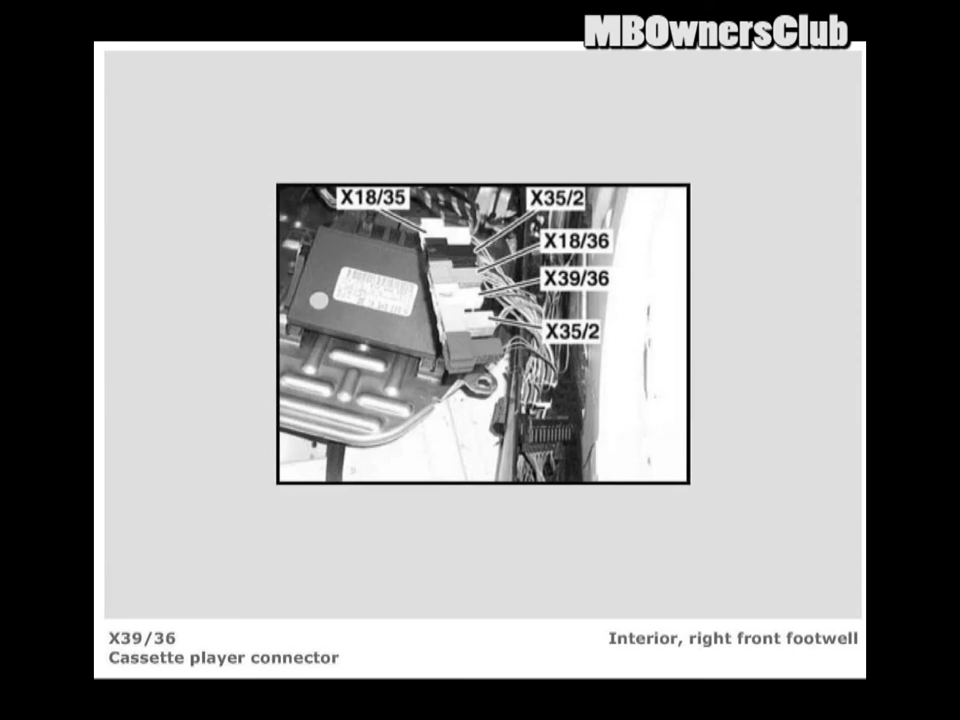 MBOwnersClub
X18/35
X35/2
X18/36
X39/36
X35/2
X39/36
Cassette player connector
Interior, right front footwell